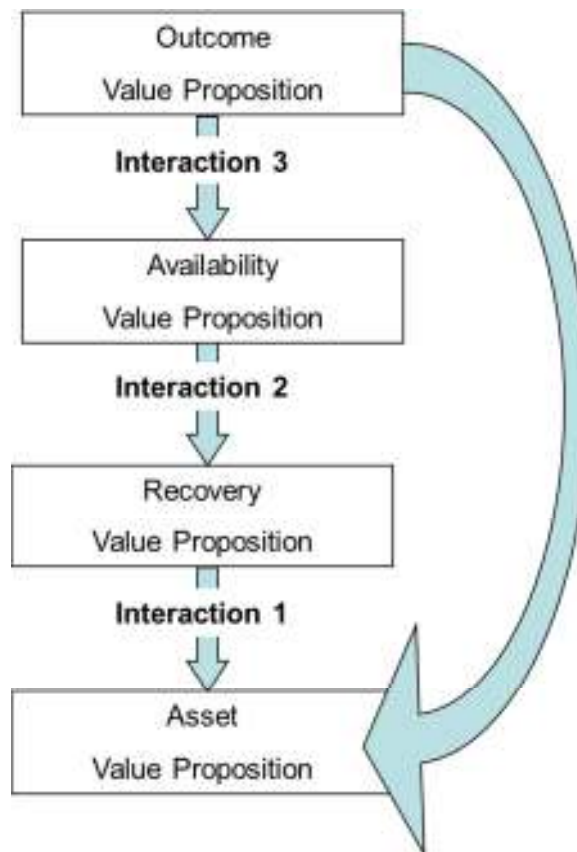 Outcome
Value Proposition
Interaction 3
Availability
Value Proposition
Interaction 2
Recovery
Value Proposition
Interaction 1
Asset
Value Proposition